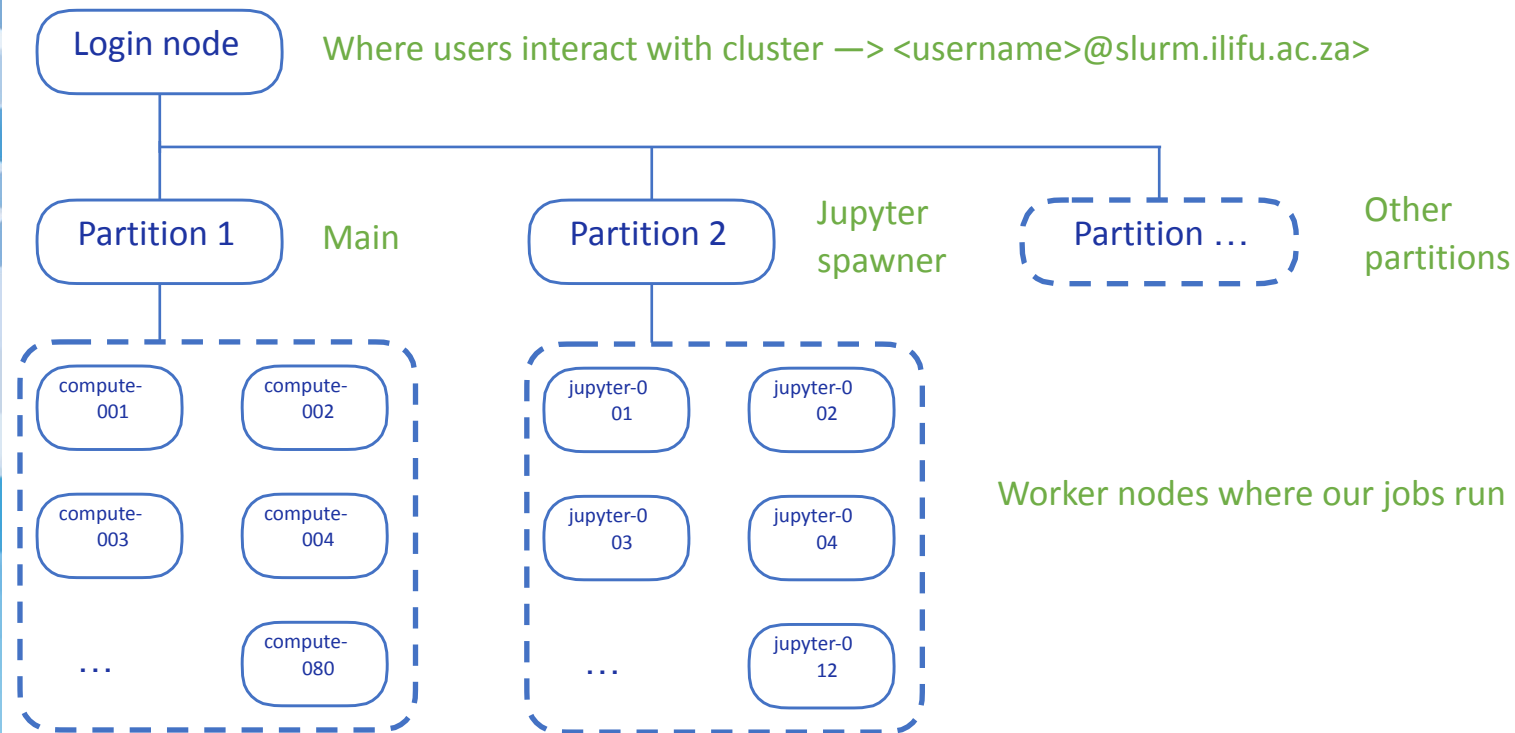 Login node
Where users interact with cluster —> <username>@slurm.ilifu.ac.za>
Partition 1
Main
Partition 2
Jupyter
spawner
Partition ...
Other
partitions
compute-
001
compute-
002
jupyter-0
01
jupyter-0
02
compute-
003
compute-
004
jupyter-0
03
jupyter-0
04
Worker nodes where our jobs run
...
compute-
080
...
jupyter-0
12